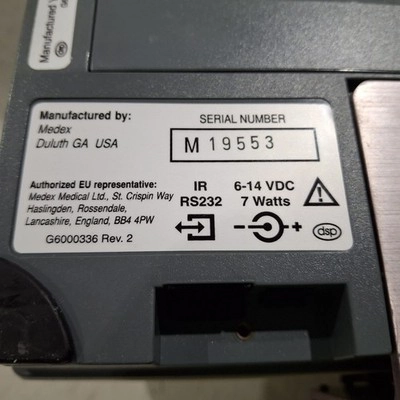 Manufactured
Manufactured by:
Medex
Duluth GA USA
SERIAL NUMBER
M 19553
Authorized EU representative:
Medex Medical Ltd., St. Crispin Way
Haslingden, Rossendale,
Lancashire, England, BB4 4PW
G6000336 Rev. 2
IR
RS232
6-14 VDC
7 Watts
dsp